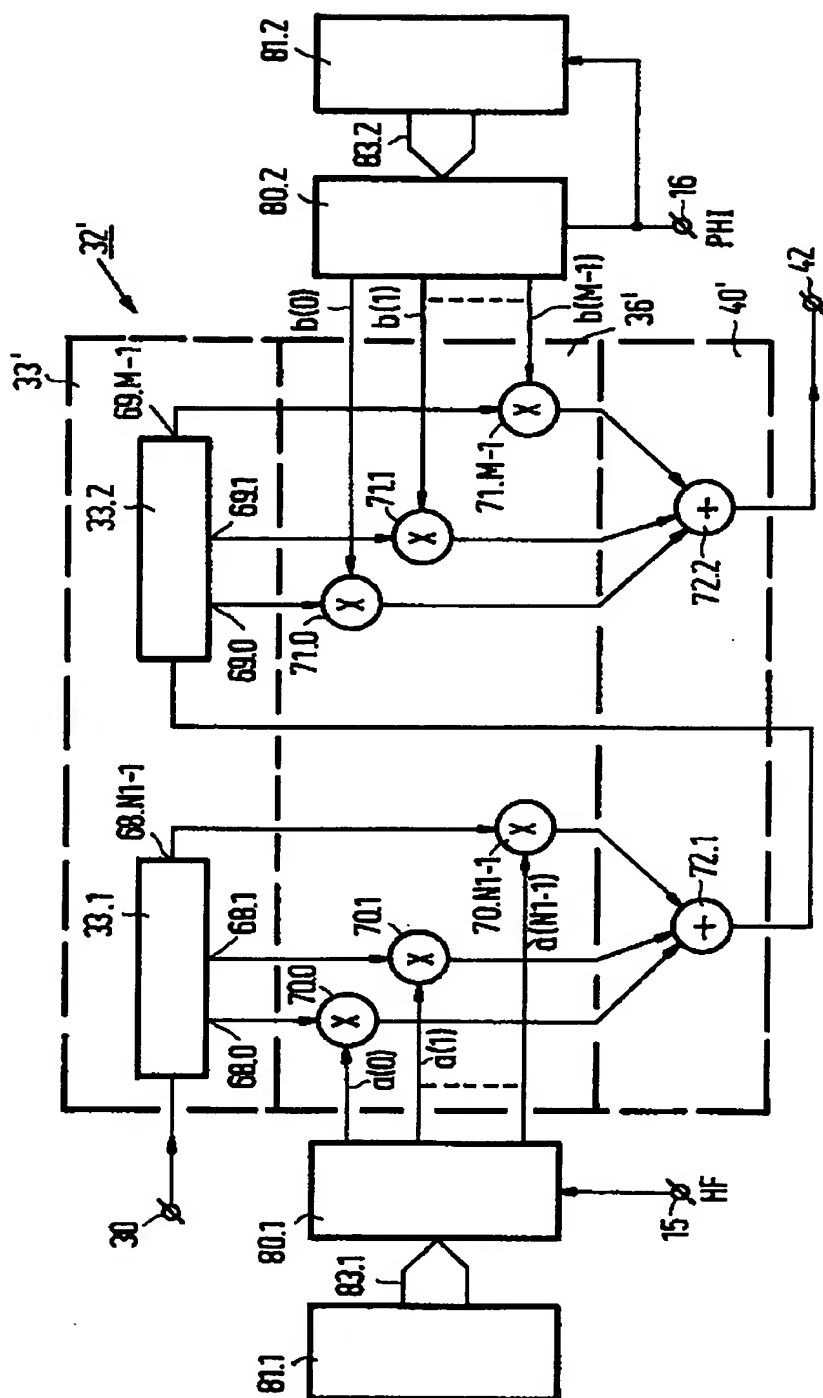 32'
33'
33.1
68.N1-1
33.2
69.M-1
30
68.0
68.1
69.0
69.1
b(0)
83.1
81.1
80.1
a(0)
70.0
a(1)
70.1
70.N1-1
a(N1-1)
X
X
X
71.0
71.1
71.M-1
X
X
X
b(1)
b(M-1)
80.2
83.2
81.2
36'
15
HF
72.1
+
72.2
+
40'
16
PHI
42